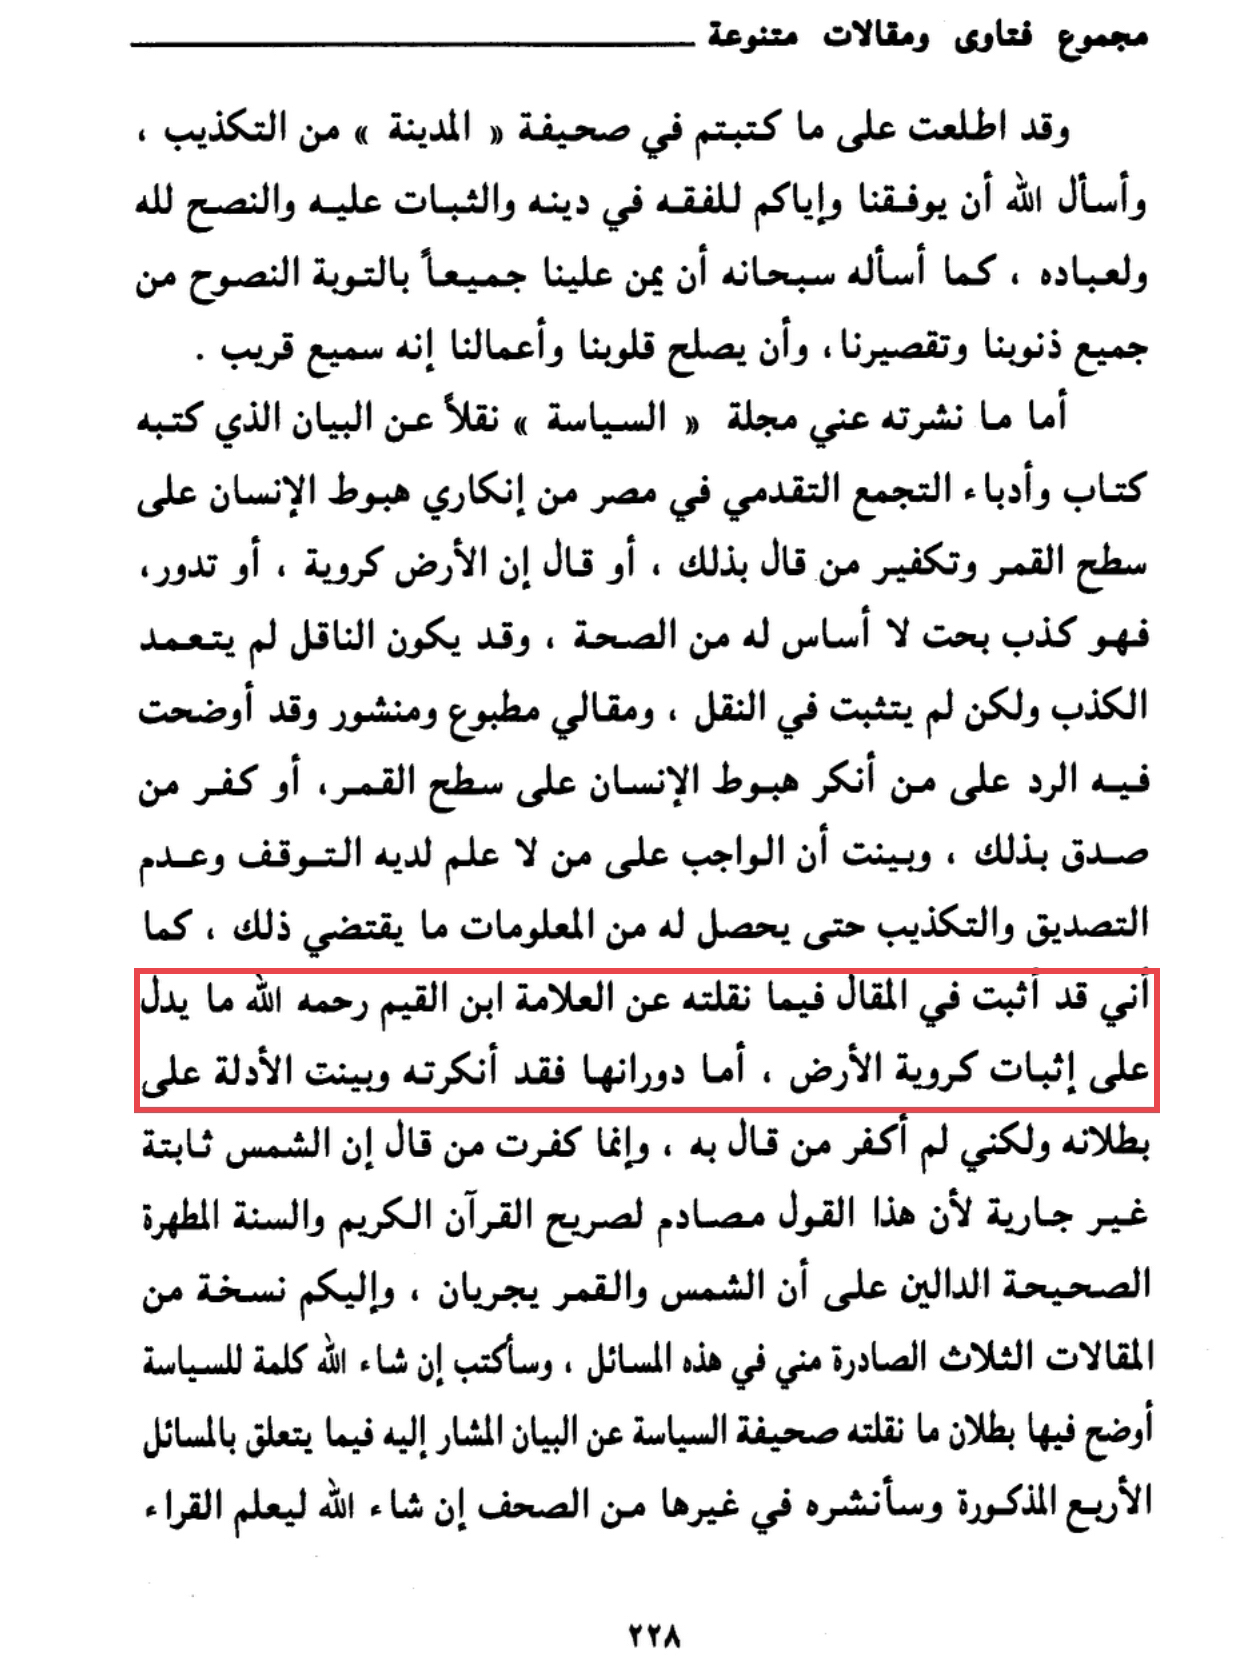 مجموع فتاوى ومقالات متنوعة
وقد اطلعت على ما كتبتم في صحيفة « المدينة » من التكذيب ،
وأسأل الله أن يوفقنا وإياكم للفقه في دينه والثبات عليه والنصح لله
ولعباده ، كما أسأله سبحانه أن يمن علينا جميعاً بالتوبة النصوح من
جميع ذنوبنا وتقصيرنا، وأن يصلح قلوبنا وأعمالنا إنه سميع قريب .
أما ما نشرته عني مجلة « السياسة » نقلاً عن البيان الذي كتبه
كتاب وأدباء التجمع التقدمي في مصر من إنكاري هبوط الإنسان على
سطح القمر وتكفير من قال بذلك ، أو قال إن الأرض كروية ، أو تدور،
فهو كذب بحت لا أساس له من الصحة ، وقد يكون الناقل لم يتعمد
الكذب ولكن لم يتثبت في النقل ، ومقالي مطبوع ومنشور وقد أوضحت
فيه الرد على من أنكر هبوط الإنسان على سطح القمر، أو كفر من
صدق بذلك ، وبينت أن الواجب على من لا علم لديه التوقف وعدم
التصديق والتكذيب حتى يحصل له من المعلومات ما يقتضي ذلك ، كما
أني قد أثبت في المقال فيما نقلته عن العلامة ابن القيم رحمه الله ما يدل
على إثبات كروية الأرض ، أما دورانها فقد أنكرته وبينت الأدلة على
بطلانه ولكني لم أكفر من قال به ، وإنما كفرت من قال إن الشمس ثابتة
غير جارية لأن هذا القول مصادم لصريح القرآن الكريم والسنة المطهرة
الصحيحة الدالين على أن الشمس والقمر يجريان ، وإليكم نسخة من
المقالات الثلاث الصادرة مني في هذه المسائل ، وسأكتب إن شاء الله كلمة للسياسة
أوضح فيها بطلان ما نقلته صحيفة السياسة عن البيان المشار إليه فيما يتعلق بالمسائل
الأربع المذكورة وسأنشره في غيرها من الصحف إن شاء الله ليعلم القراء
٢٢٨